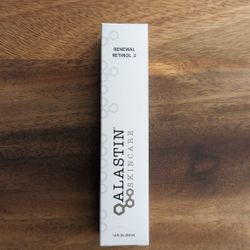 RENEWAL
RETINOL .5
ALASTIN
SKINCARE